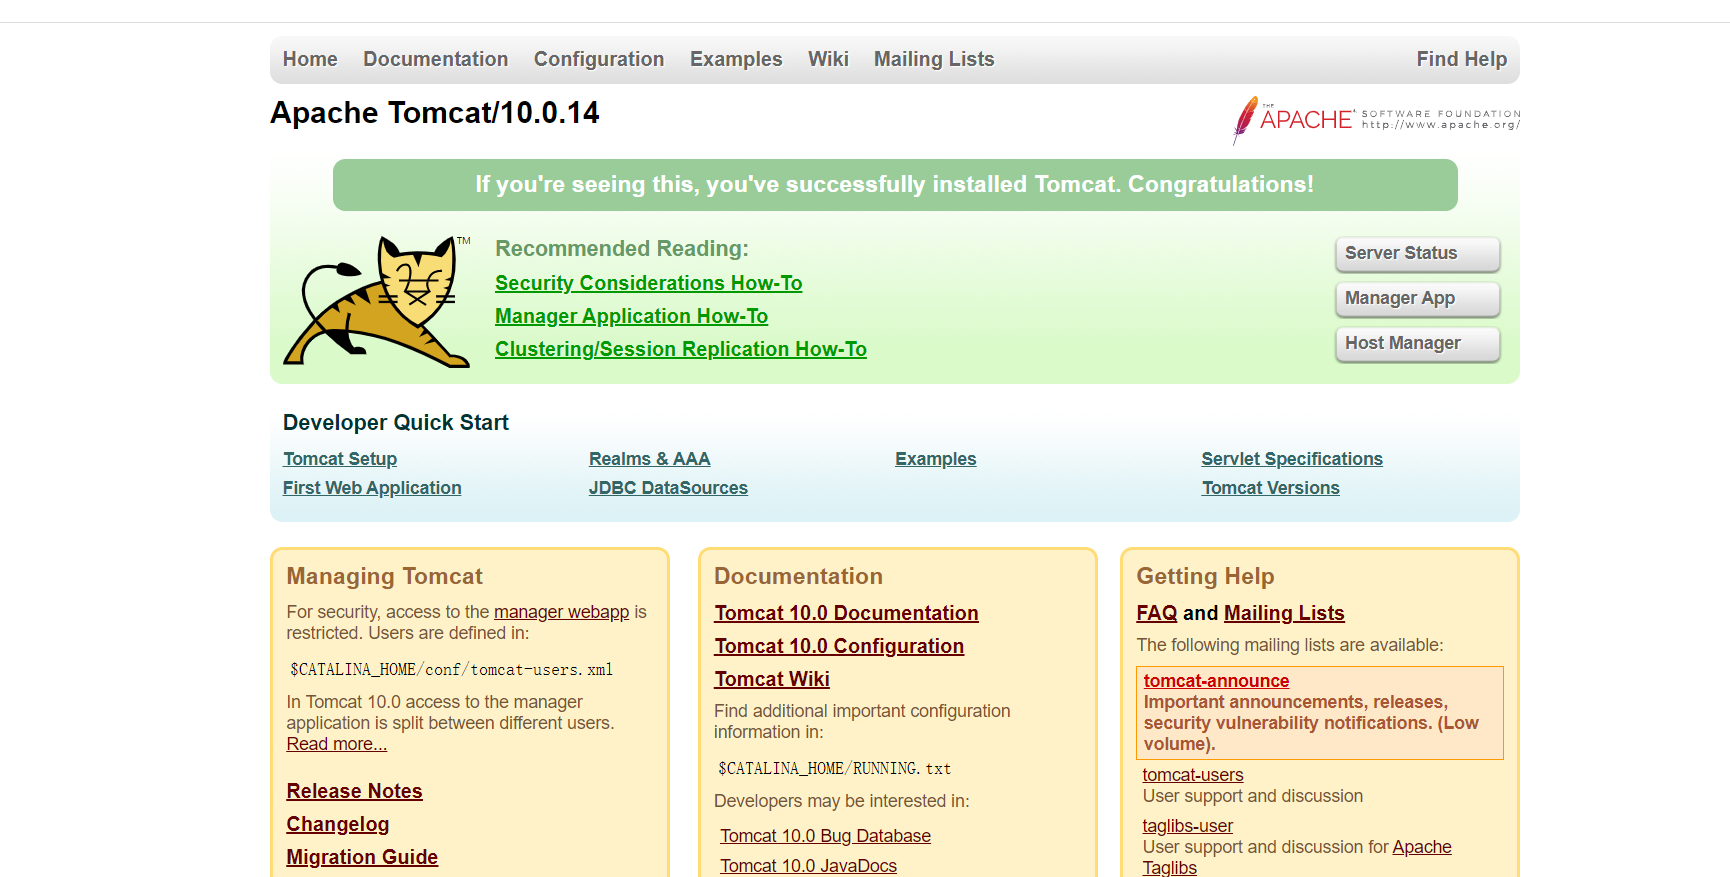 Home Documentation Configuration Examples Wiki Mailing Lists Find Help
Apache Tomcat/10.0.14
THE APACHE SOFTWARE FOUNDATION
http://www.apache.org/
If you're seeing this, you've successfully installed Tomcat. Congratulations!
TM
Recommended Reading:
Security Considerations How-To
Manager Application How-To
Clustering/Session Replication How-To
Server Status
Manager App
Host Manager
Developer Quick Start
Tomcat Setup
First Web Application
Realms & AAA
JDBC DataSources
Examples
Servlet Specifications
Tomcat Versions
Managing Tomcat
For security, access to the manager webapp is
restricted. Users are defined in:
$CATALINA_HOME/conf/tomcat-users.xml
In Tomcat 10.0 access to the manager
application is split between different users.
Read more...
Release Notes
Changelog
Migration Guide
Documentation
Tomcat 10.0 Documentation
Tomcat 10.0 Configuration
Tomcat Wiki
Find additional important configuration
information in:
$CATALINA_HOME/RUNNING.txt
Developers may be interested in:
Tomcat 10.0 Bug Database
Tomcat 10.0 JavaDocs
Getting Help
FAQ and Mailing Lists
The following mailing lists are available:
tomcat-announce
Important announcements, releases,
security vulnerability notifications. (Low
volume).
tomcat-users
User support and discussion
taglibs-user
User support and discussion for Apache
Taglibs